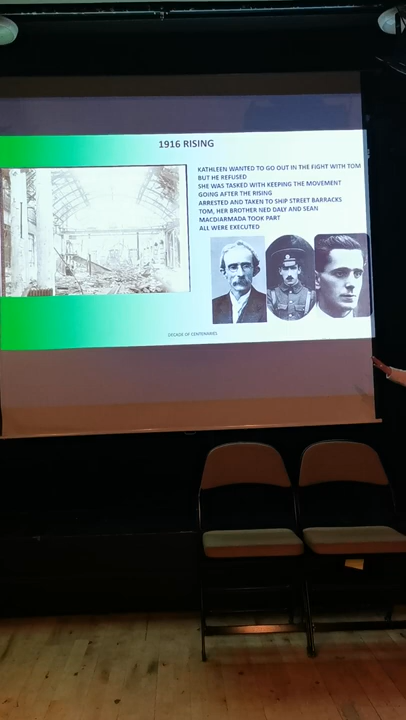 1916 RISING
KATHLEEN WANTED TO GO OUT IN THE FIGHT WITH TOM
BUT HE REFUSED
SHE WAS TASKED WITH KEEPING THE MOVEMENT
GOING AFTER THE RISING
ARRESTED AND TAKEN TO SHIP STREET BARRACKS
TOM, HER BROTHER NED DALY AND SEAN
MACDIARMADA TOOK PART
ALL WERE EXECUTED
DECADE OF CENTENARIES